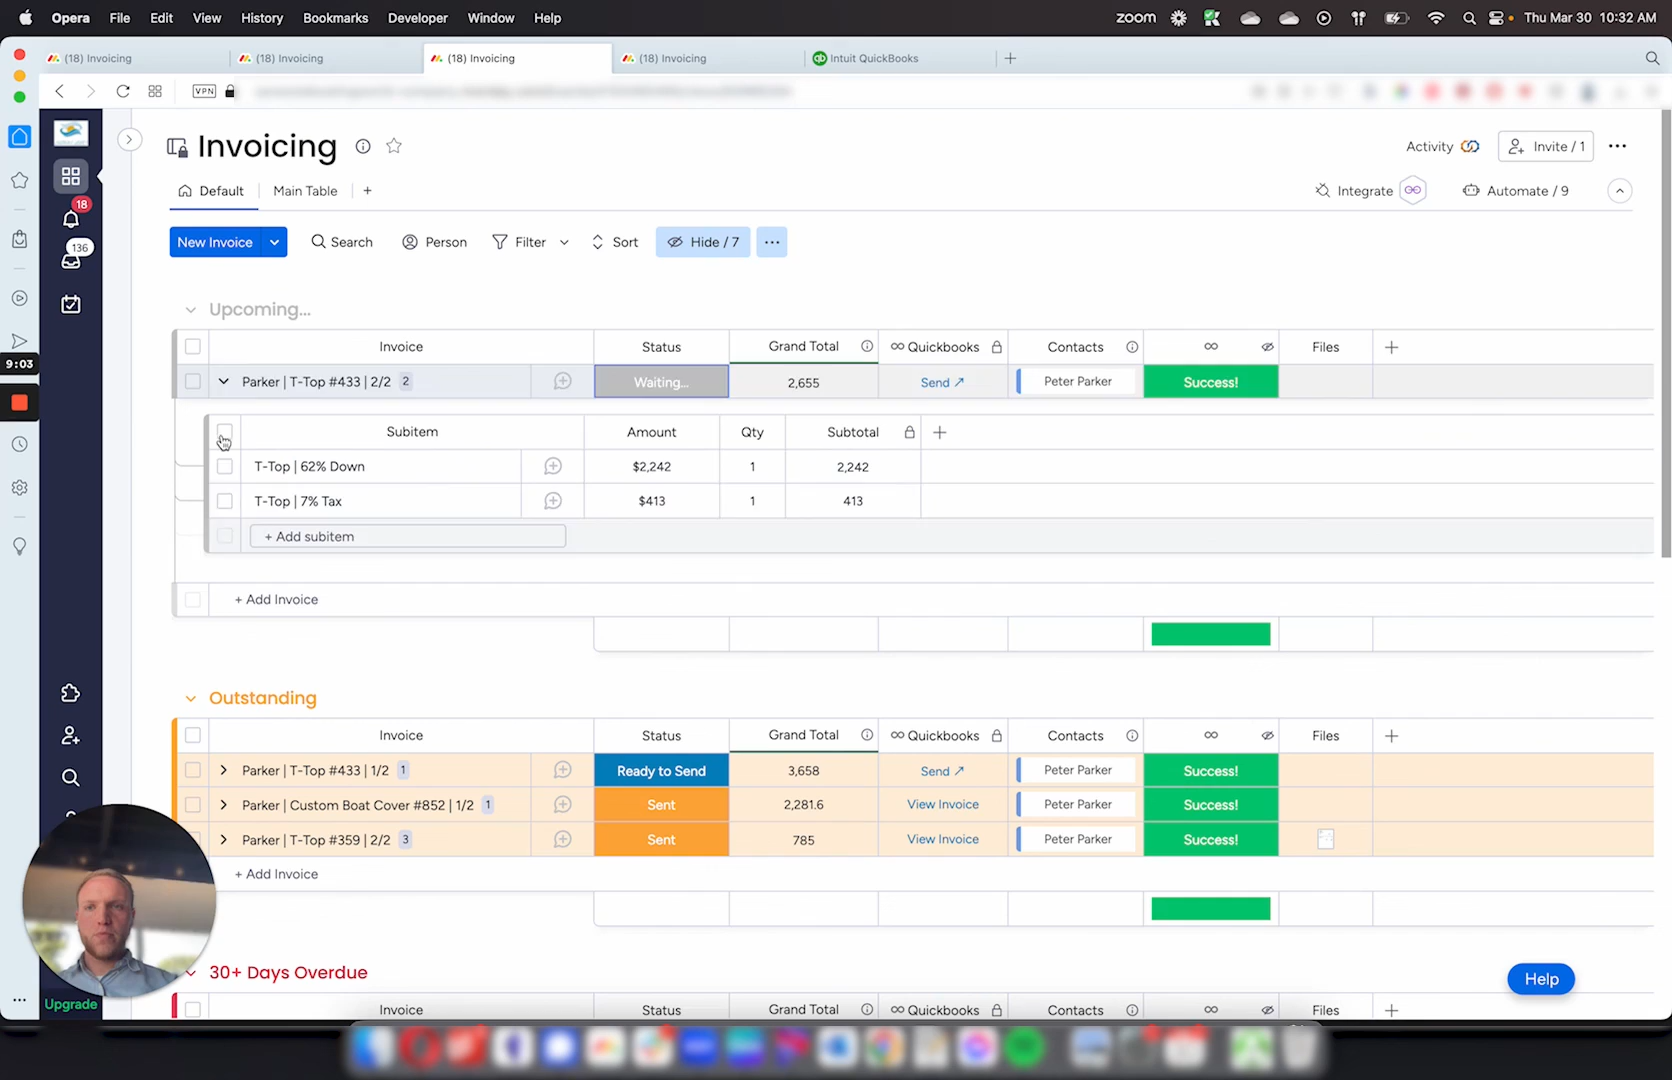 Opera File Edit View History Bookmarks Developer Window Help zoom Thu Mar 30 10:32 AM
(18) Invoicing (18) Invoicing (18) Invoicing (18) Invoicing qb Intuit QuickBooks
VPN
Invoicing Activity Invite / 1
Default Main Table Integrate Automate / 9
18
136
New Invoice Search Person Filter Sort Hide / 7
Upcoming...
Invoice Status Grand Total Quickbooks Contacts Files
9:03
Parker | T-Top #433 | 2/2 2 Waiting... 2,655 Send ↗ Peter Parker Success!
Subitem Amount Qty Subtotal
T-Top | 62% Down $2,242 1 2,242
T-Top | 7% Tax $413 1 413
+ Add subitem
+ Add Invoice
Outstanding
Invoice Status Grand Total Quickbooks Contacts Files
Parker | T-Top #433 | 1/2 1 Ready to Send 3,658 Send ↗ Peter Parker Success!
Parker | Custom Boat Cover #852 | 1/2 1 Sent 2,281.6 View Invoice Peter Parker Success!
Parker | T-Top #359 | 2/2 3 Sent 785 View Invoice Peter Parker Success!
+ Add Invoice
30+ Days Overdue
Help
Upgrade
Invoice Status Grand Total Quickbooks Contacts Files